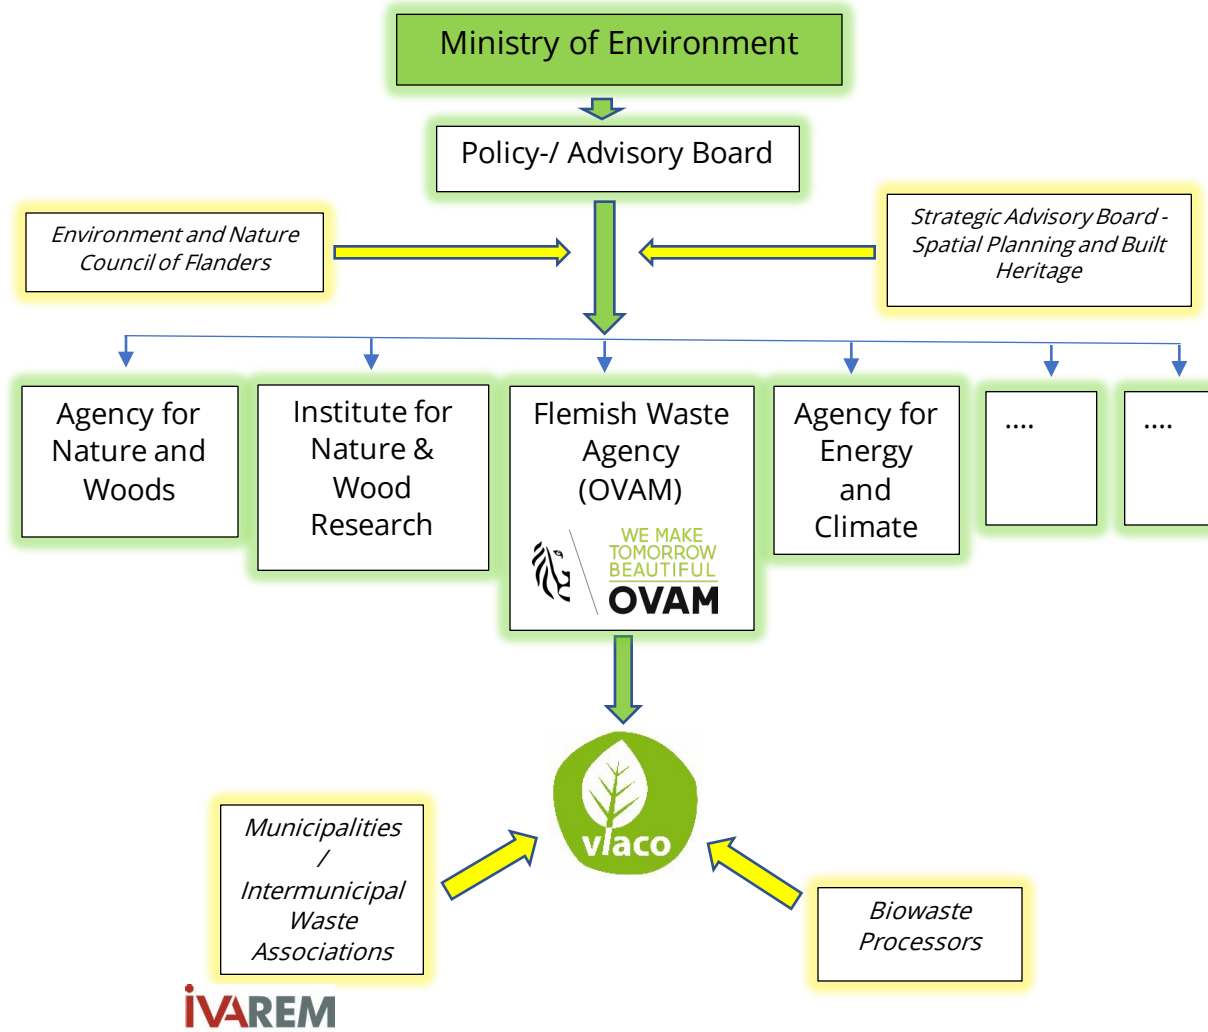 Ministry of Environment
Policy-/ Advisory Board
Environment and Nature
Council of Flanders
Strategic Advisory Board -
Spatial Planning and Built
Heritage
Agency for
Nature and
Woods
Institute for
Nature &
Wood
Research
Flemish Waste
Agency
(OVAM)
WE MAKE
TOMORROW
BEAUTIFUL
OVAM
Agency for
Energy
and
Climate
....
....
vlaco
Municipalities
/
Intermunicipal
Waste
Associations
Biowaste
Processors
iVAREM